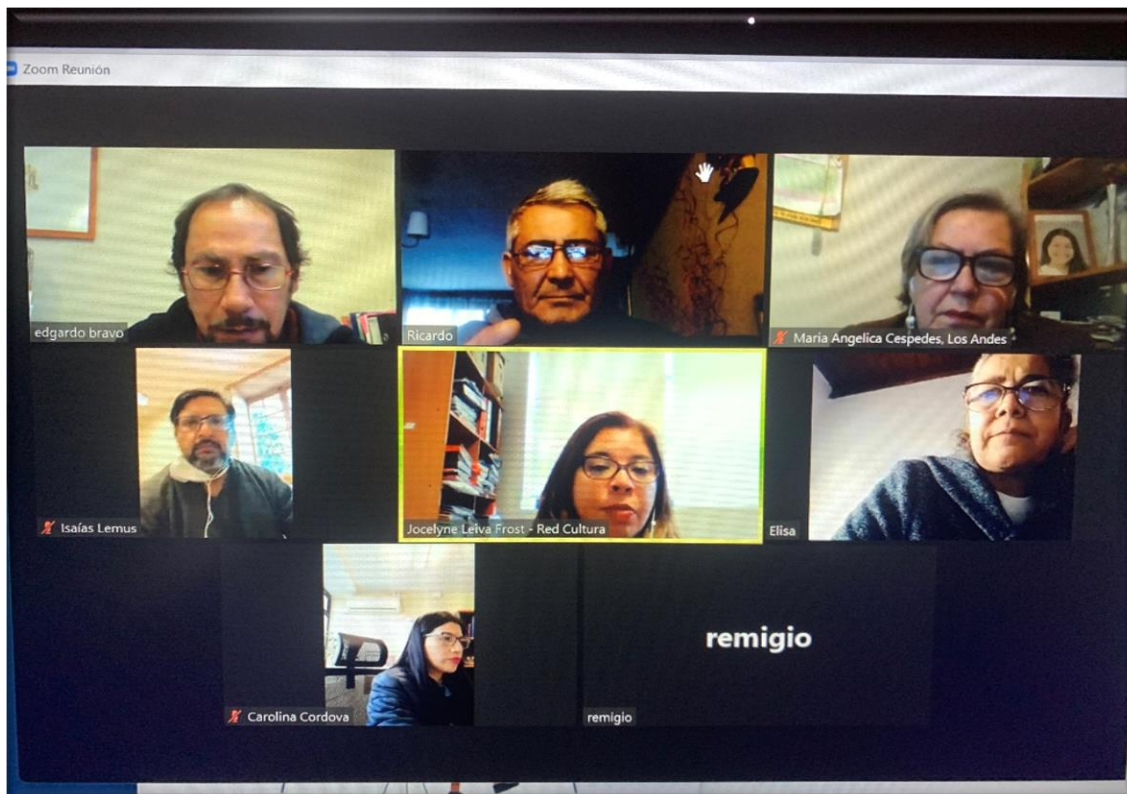 Zoom Reunión
edgardo bravo
Ricardo
Maria Angelica Cespedes, Los Andes
Isaías Lemus
Jocelyne Leiva Frost - Red Cultura
Elisa
Carolina Cordova
remigio
remigio